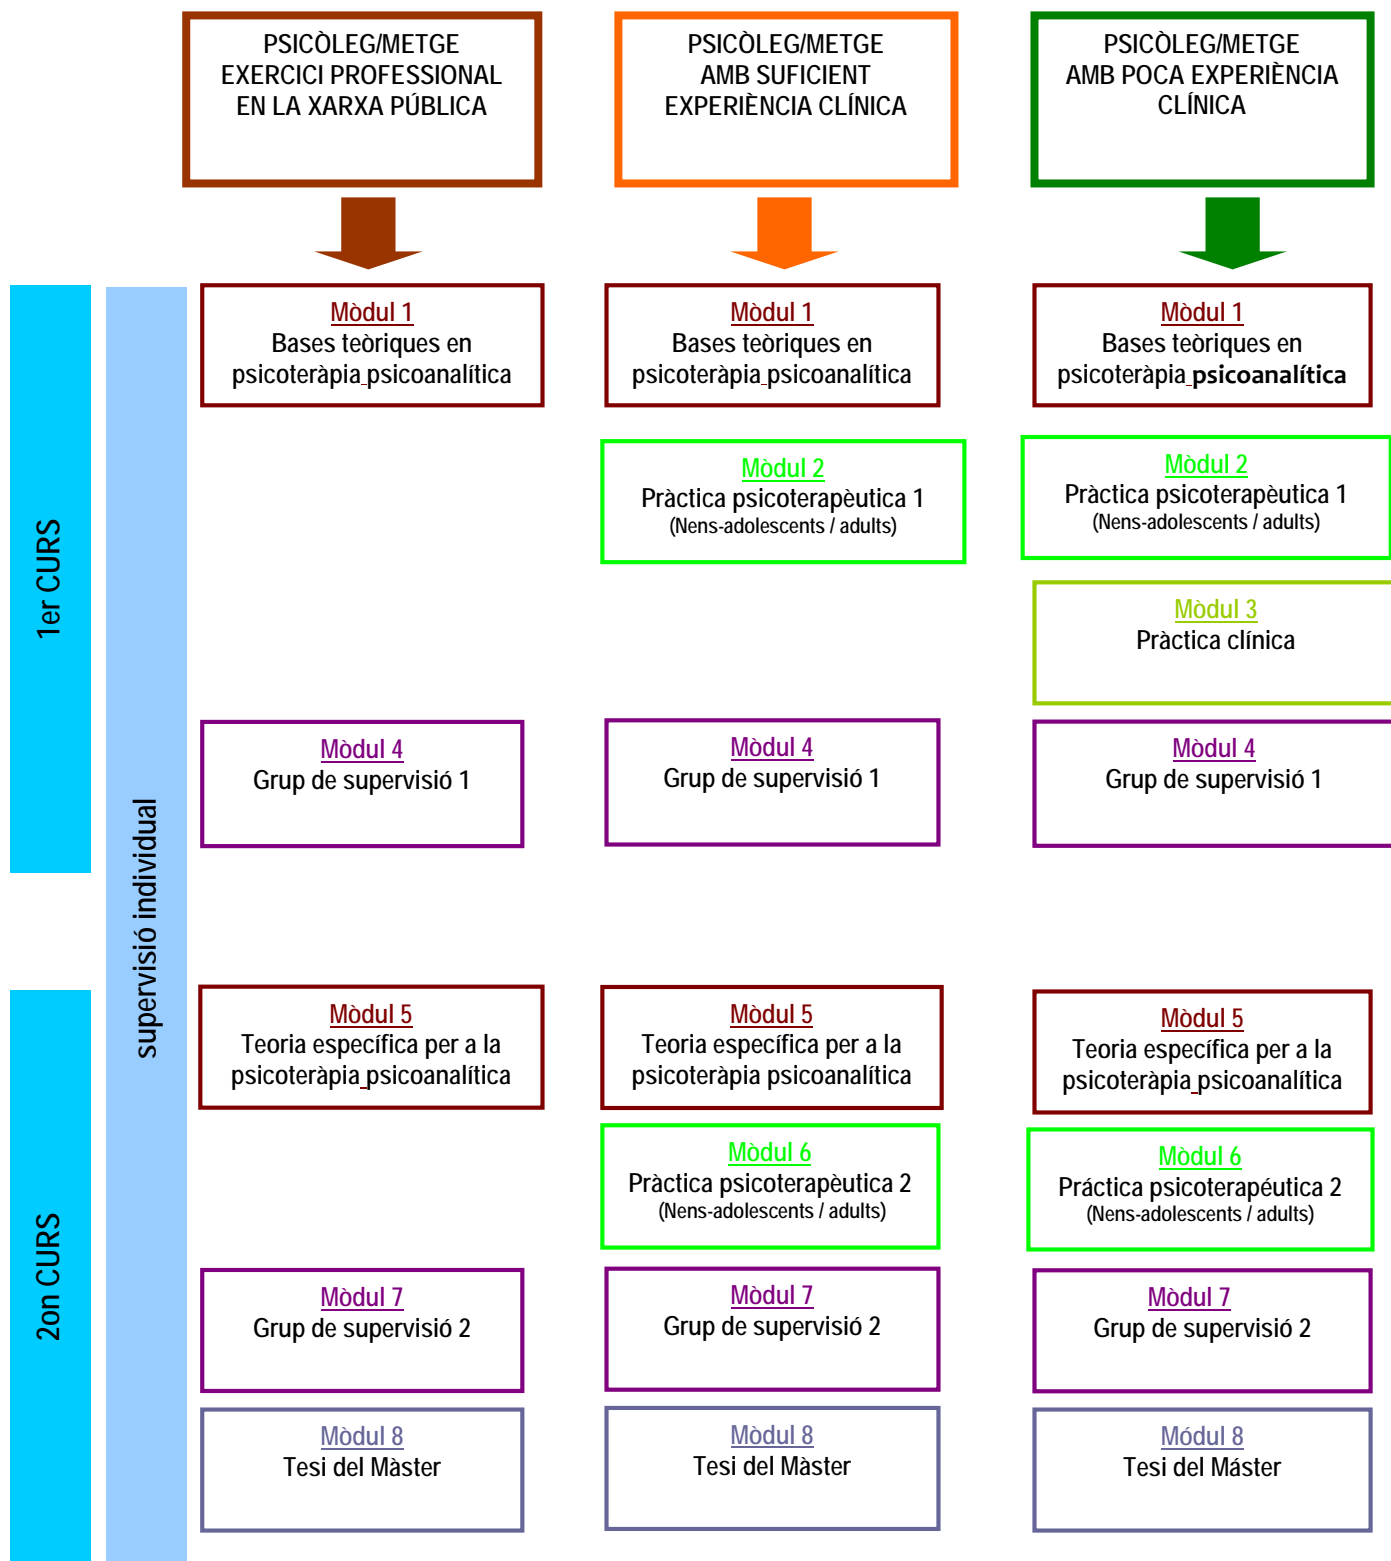 PSICÒLEG/METGE
EXERCICI PROFESSIONAL
EN LA XARXA PÚBLICA
PSICÒLEG/METGE
AMB SUFICIENT
EXPERIÈNCIA CLÍNICA
PSICÒLEG/METGE
AMB POCA EXPERIÈNCIA
CLÍNICA
1er CURS
supervisió individual
Mòdul 1
Bases teòriques en
psicoteràpia psicoanalítica
Mòdul 1
Bases teòriques en
psicoteràpia psicoanalítica
Mòdul 1
Bases teòriques en
psicoteràpia psicoanalítica
Mòdul 2
Pràctica psicoterapèutica 1
(Nens-adolescents / adults)
Mòdul 2
Pràctica psicoterapèutica 1
(Nens-adolescents / adults)
Mòdul 3
Pràctica clínica
Mòdul 4
Grup de supervisió 1
Mòdul 4
Grup de supervisió 1
Mòdul 4
Grup de supervisió 1
2on CURS
Mòdul 5
Teoria específica per a la
psicoteràpia psicoanalítica
Mòdul 5
Teoria específica per a la
psicoteràpia psicoanalítica
Mòdul 5
Teoria específica per a la
psicoteràpia psicoanalítica
Mòdul 6
Pràctica psicoterapèutica 2
(Nens-adolescents / adults)
Mòdul 6
Práctica psicoterapéutica 2
(Nens-adolescents / adults)
Mòdul 7
Grup de supervisió 2
Mòdul 7
Grup de supervisió 2
Mòdul 7
Grup de supervisió 2
Mòdul 8
Tesi del Màster
Mòdul 8
Tesi del Màster
Módul 8
Tesi del Máster